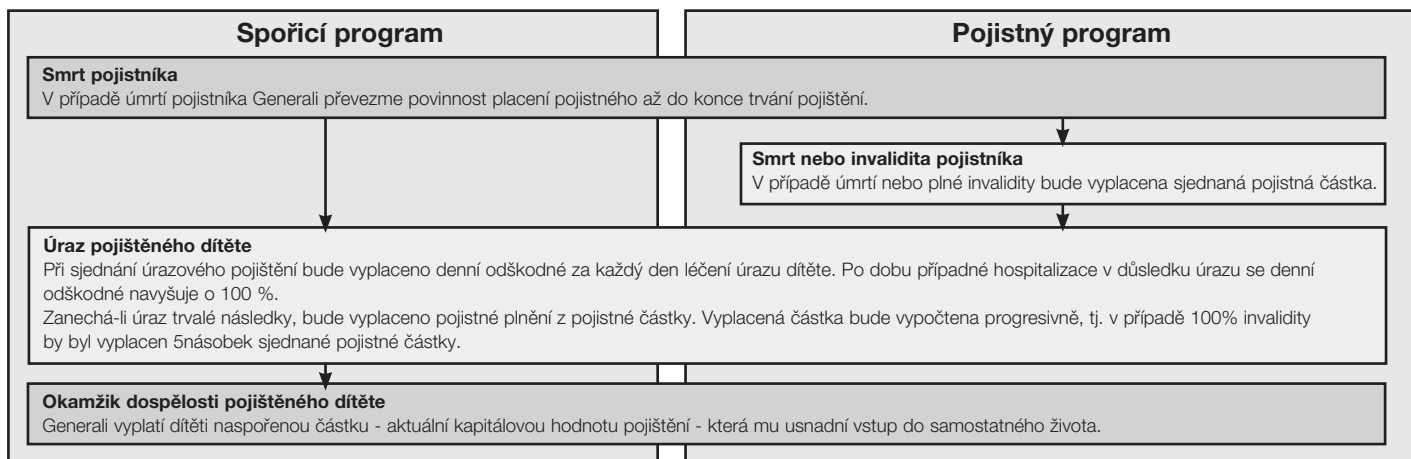 Spořicí program
Pojistný program
Smrt pojistníka
V případě úmrtí pojistníka Generali převezme povinnost placení pojistného až do konce trvání pojištění.
Smrt nebo invalidita pojistníka
V případě úmrtí nebo plné invalidity bude vyplacena sjednaná pojistná částka.
Úraz pojištěného dítěte
Při sjednání úrazového pojištění bude vyplaceno denní odškodné za každý den léčení úrazu dítěte. Po dobu případné hospitalizace v důsledku úrazu se denní
odškodné navyšuje o 100 %.
Zanechá-li úraz trvalé následky, bude vyplaceno pojistné plnění z pojistné částky. Vyplacená částka bude vypočtena progresivně, tj. v případě 100% invalidity
by byl vyplacen 5násobek sjednané pojistné částky.
Okamžik dospělosti pojištěného dítěte
Generali vyplatí dítěti naspořenou částku - aktuální kapitálovou hodnotu pojištění - která mu usnadní vstup do samostatného života.